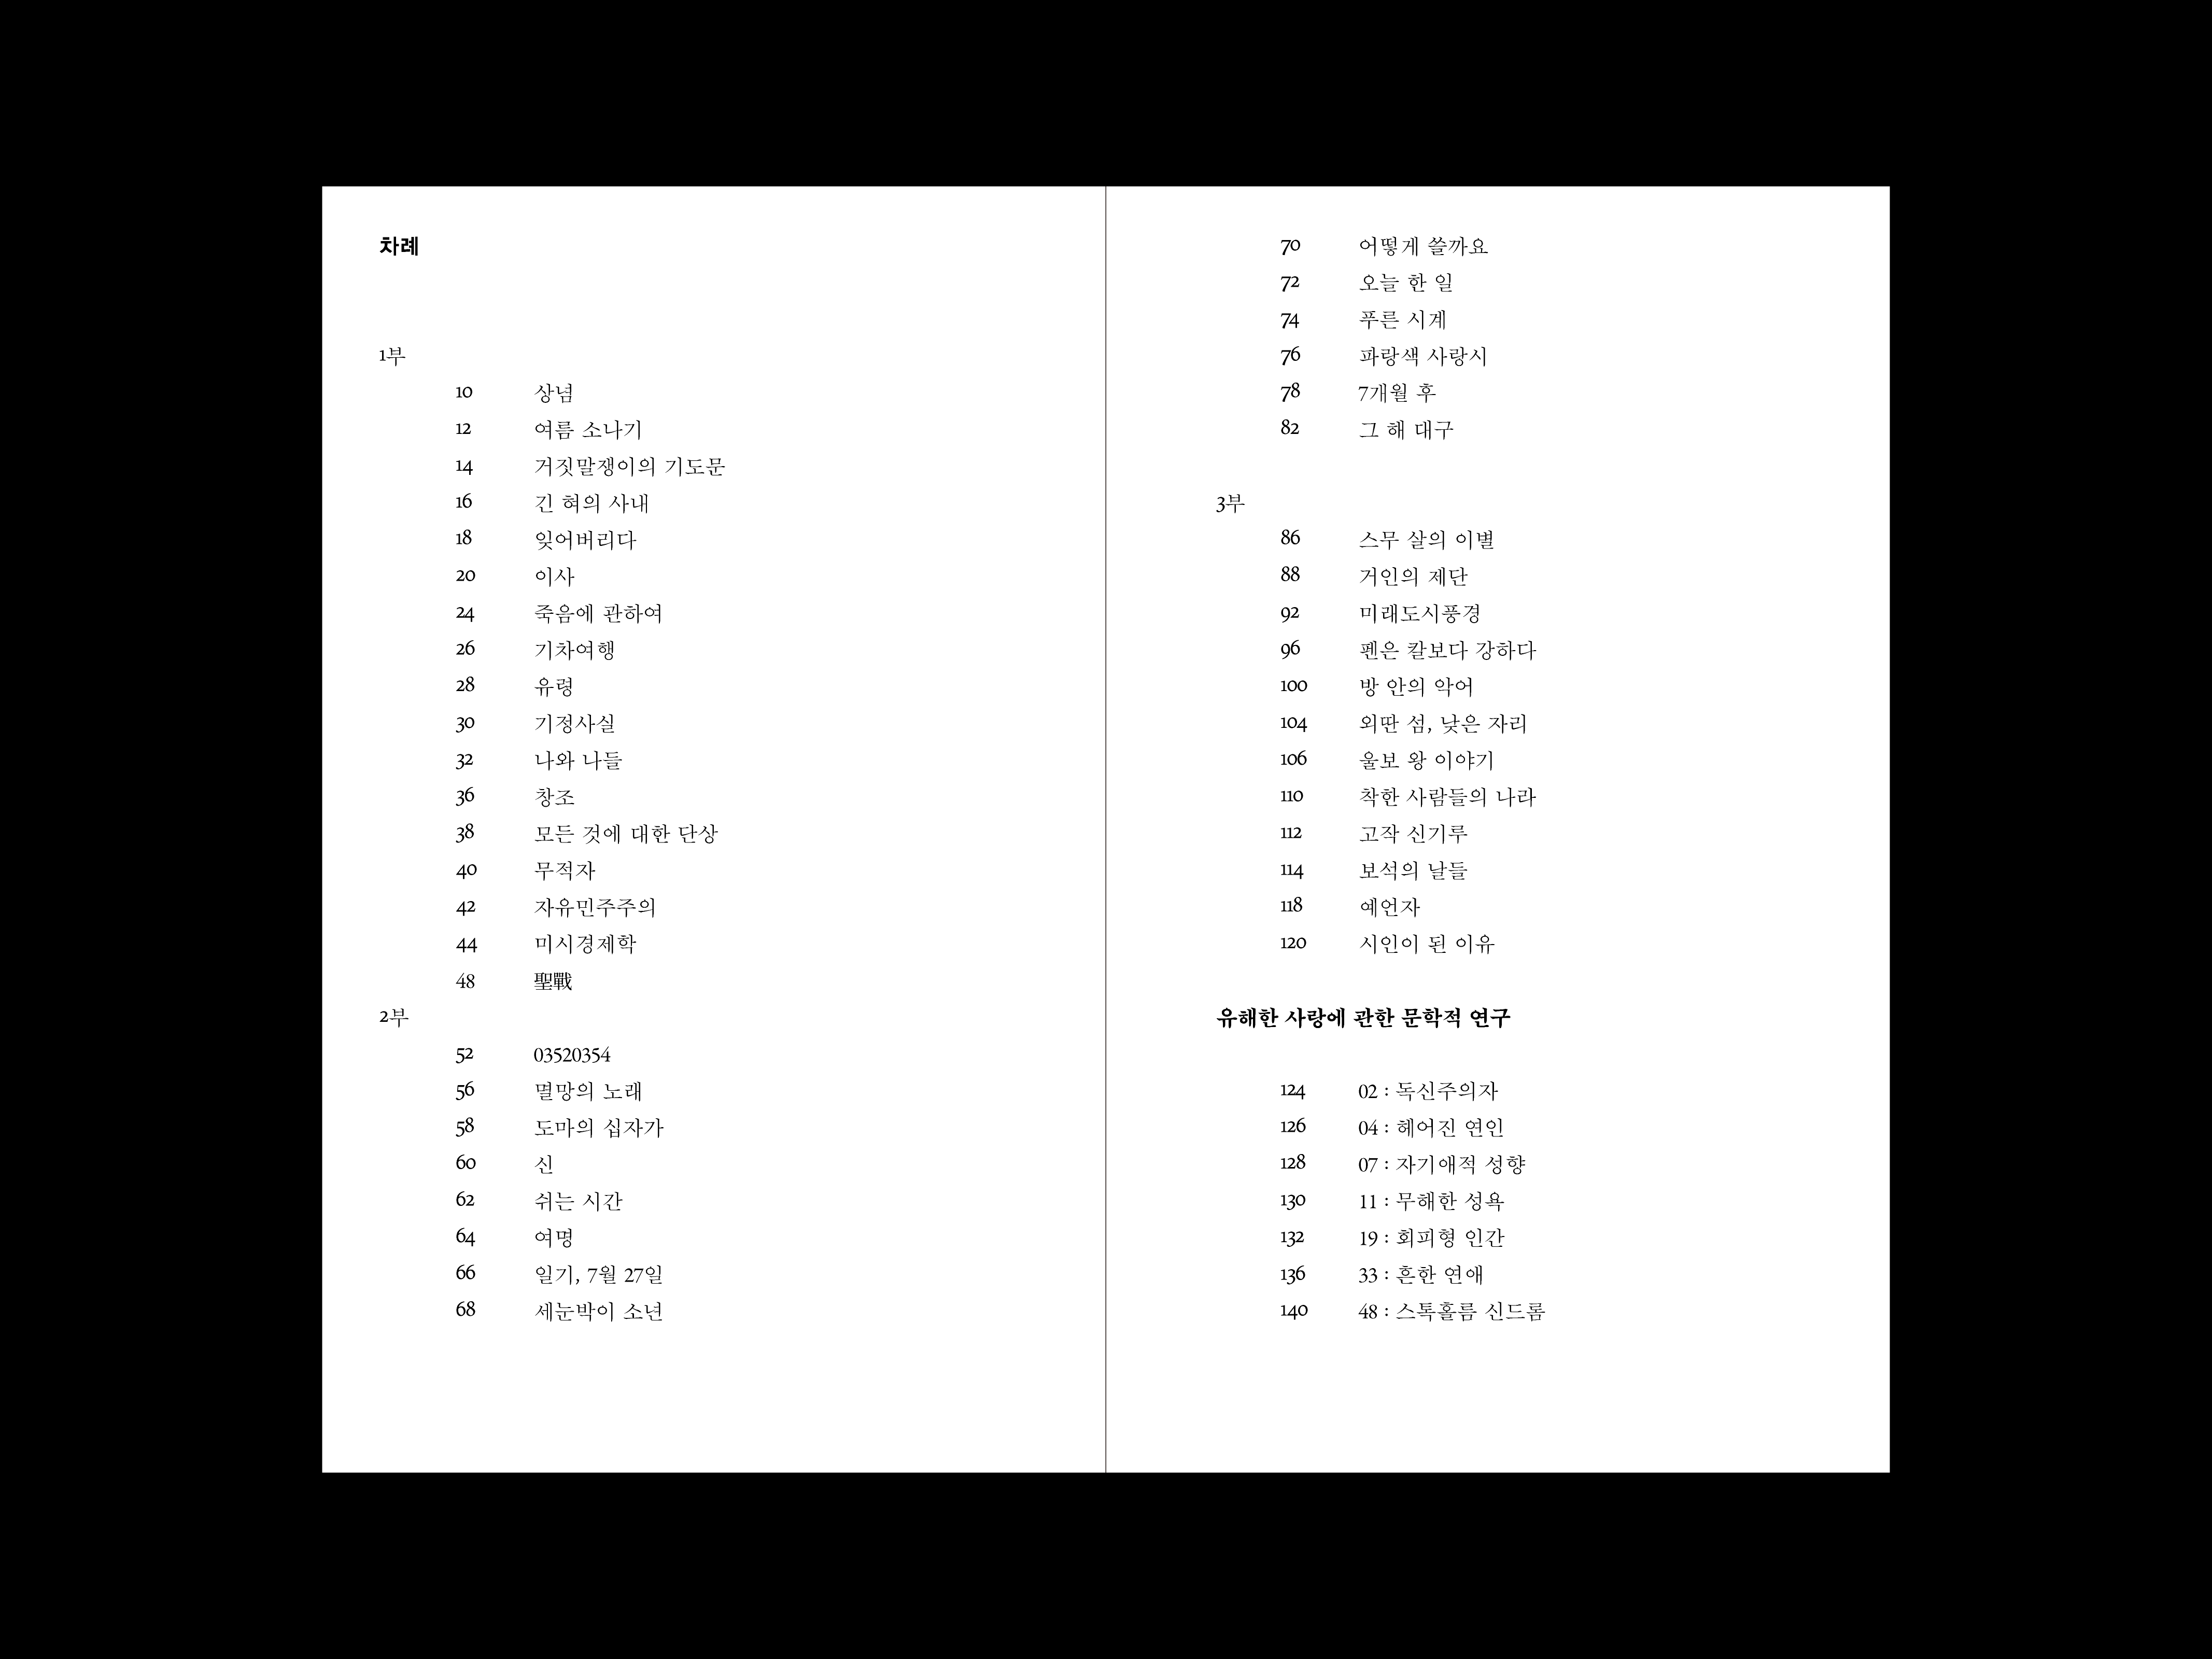 차례
1부
10 상념
12 여름 소나기
14 거짓말쟁이의 기도문
16 긴 혀의 사내
18 잊어버리다
20 이사
24 죽음에 관하여
26 기차여행
28 유령
30 기정사실
32 나와 나들
36 창조
38 모든 것에 대한 단상
40 무적자
42 자유민주주의
44 미시경제학
48 聖戰
2부
52 03520354
56 멸망의 노래
58 도마의 십자가
60 신
62 쉬는 시간
64 여명
66 일기, 7월 27일
68 세눈박이 소년
70 어떻게 쓸까요
72 오늘 한 일
74 푸른 시계
76 파랑색 사랑시
78 7개월 후
82 그 해 대구
3부
86 스무 살의 이별
88 거인의 제단
92 미래도시풍경
96 펜은 칼보다 강하다
100 방 안의 악어
104 외딴 섬, 낮은 자리
106 울보 왕 이야기
110 착한 사람들의 나라
112 고작 신기루
114 보석의 날들
118 예언자
120 시인이 된 이유
유해한 사랑에 관한 문학적 연구
124 02 : 독신주의자
126 04 : 헤어진 연인
128 07 : 자기애적 성향
130 11 : 무해한 성욕
132 19 : 회피형 인간
136 33 : 흔한 연애
140 48 : 스톡홀름 신드롬